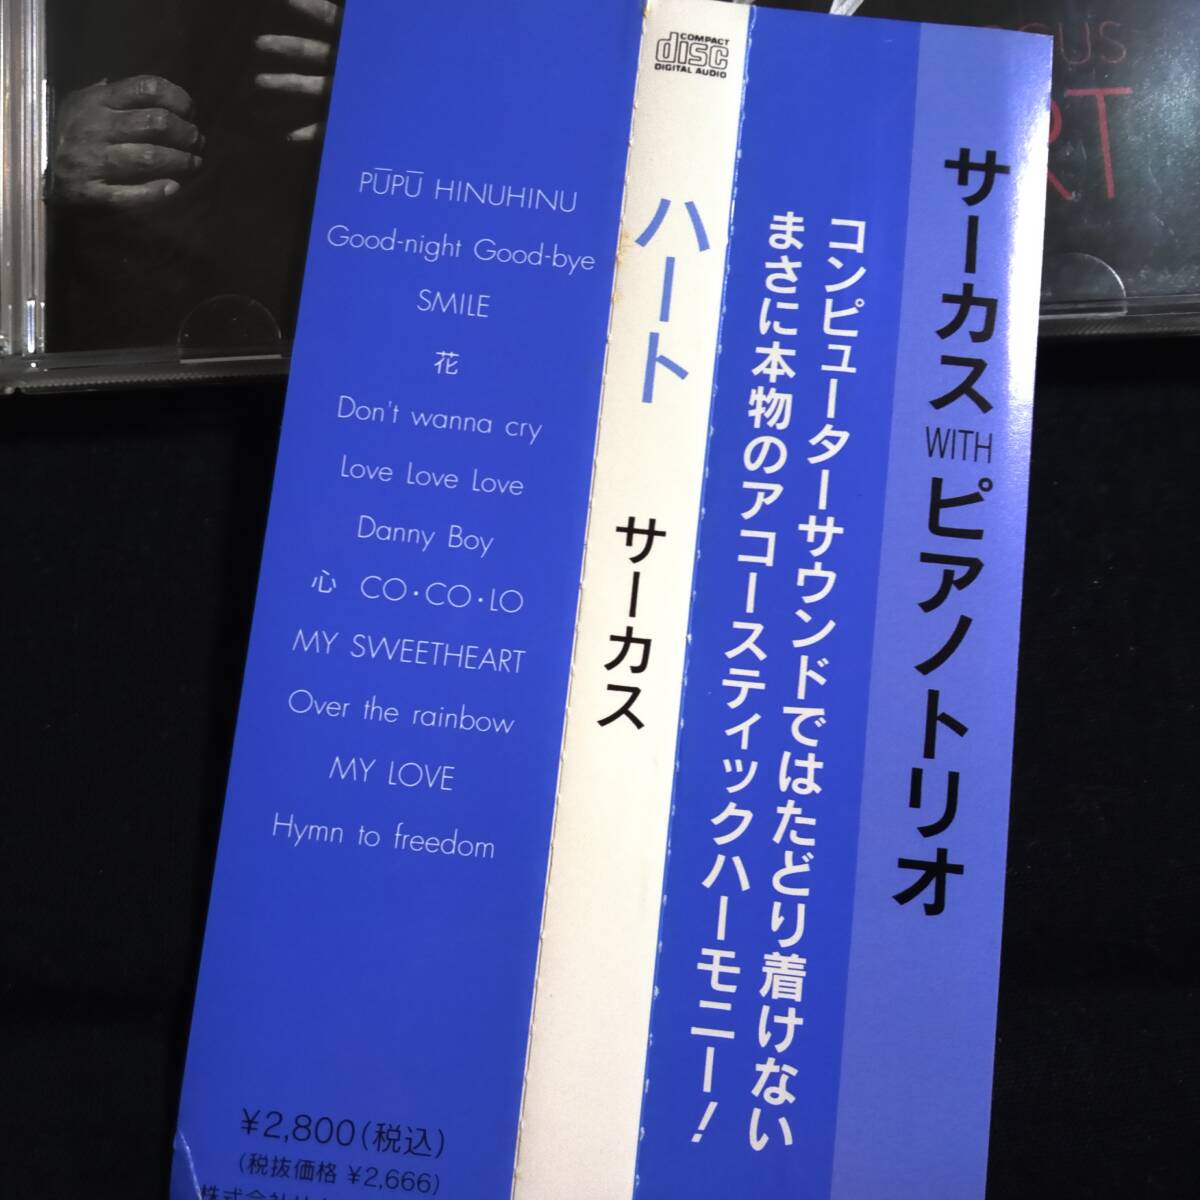 サーカス WITH ピアノトリオ
コンピューターサウンドではたどり着けない
まさに本物のアコースティックハーモニー!
COMPACT
disc
DIGITAL AUDIO
ハート
サーカス
PŪPŪ HINUHINU
Good-night Good-bye
SMILE
花
Don't wanna cry
Love Love Love
Danny Boy
心 CO・CO・LO
MY SWEETHEART
Over the rainbow
MY LOVE
Hymn to freedom
¥2,800(税込)
(税抜価格 ¥2,666)
株式会社